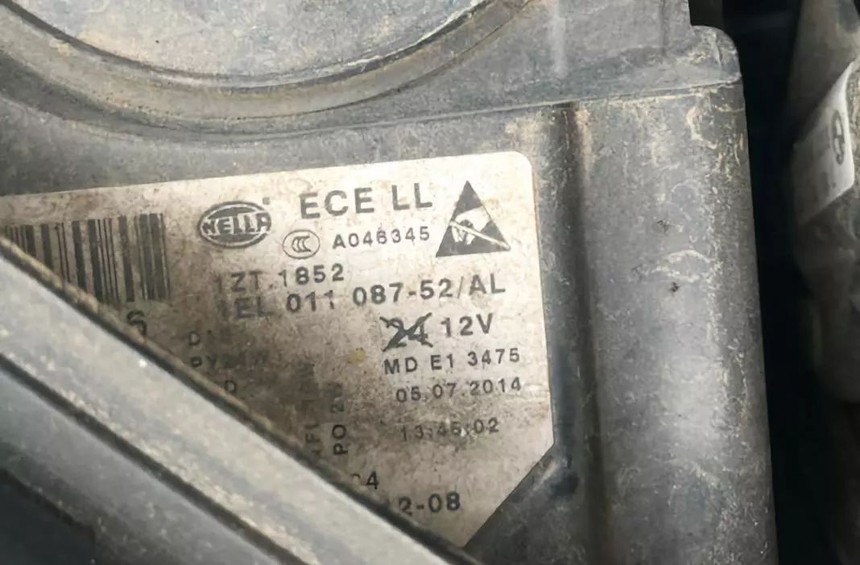 HELLA
ECE LL
A046345
1ZT.1852
1EL 011 087-52/AL
24 12V
MD E1 3475
05.07.2014
13:45:02
PO
2-08